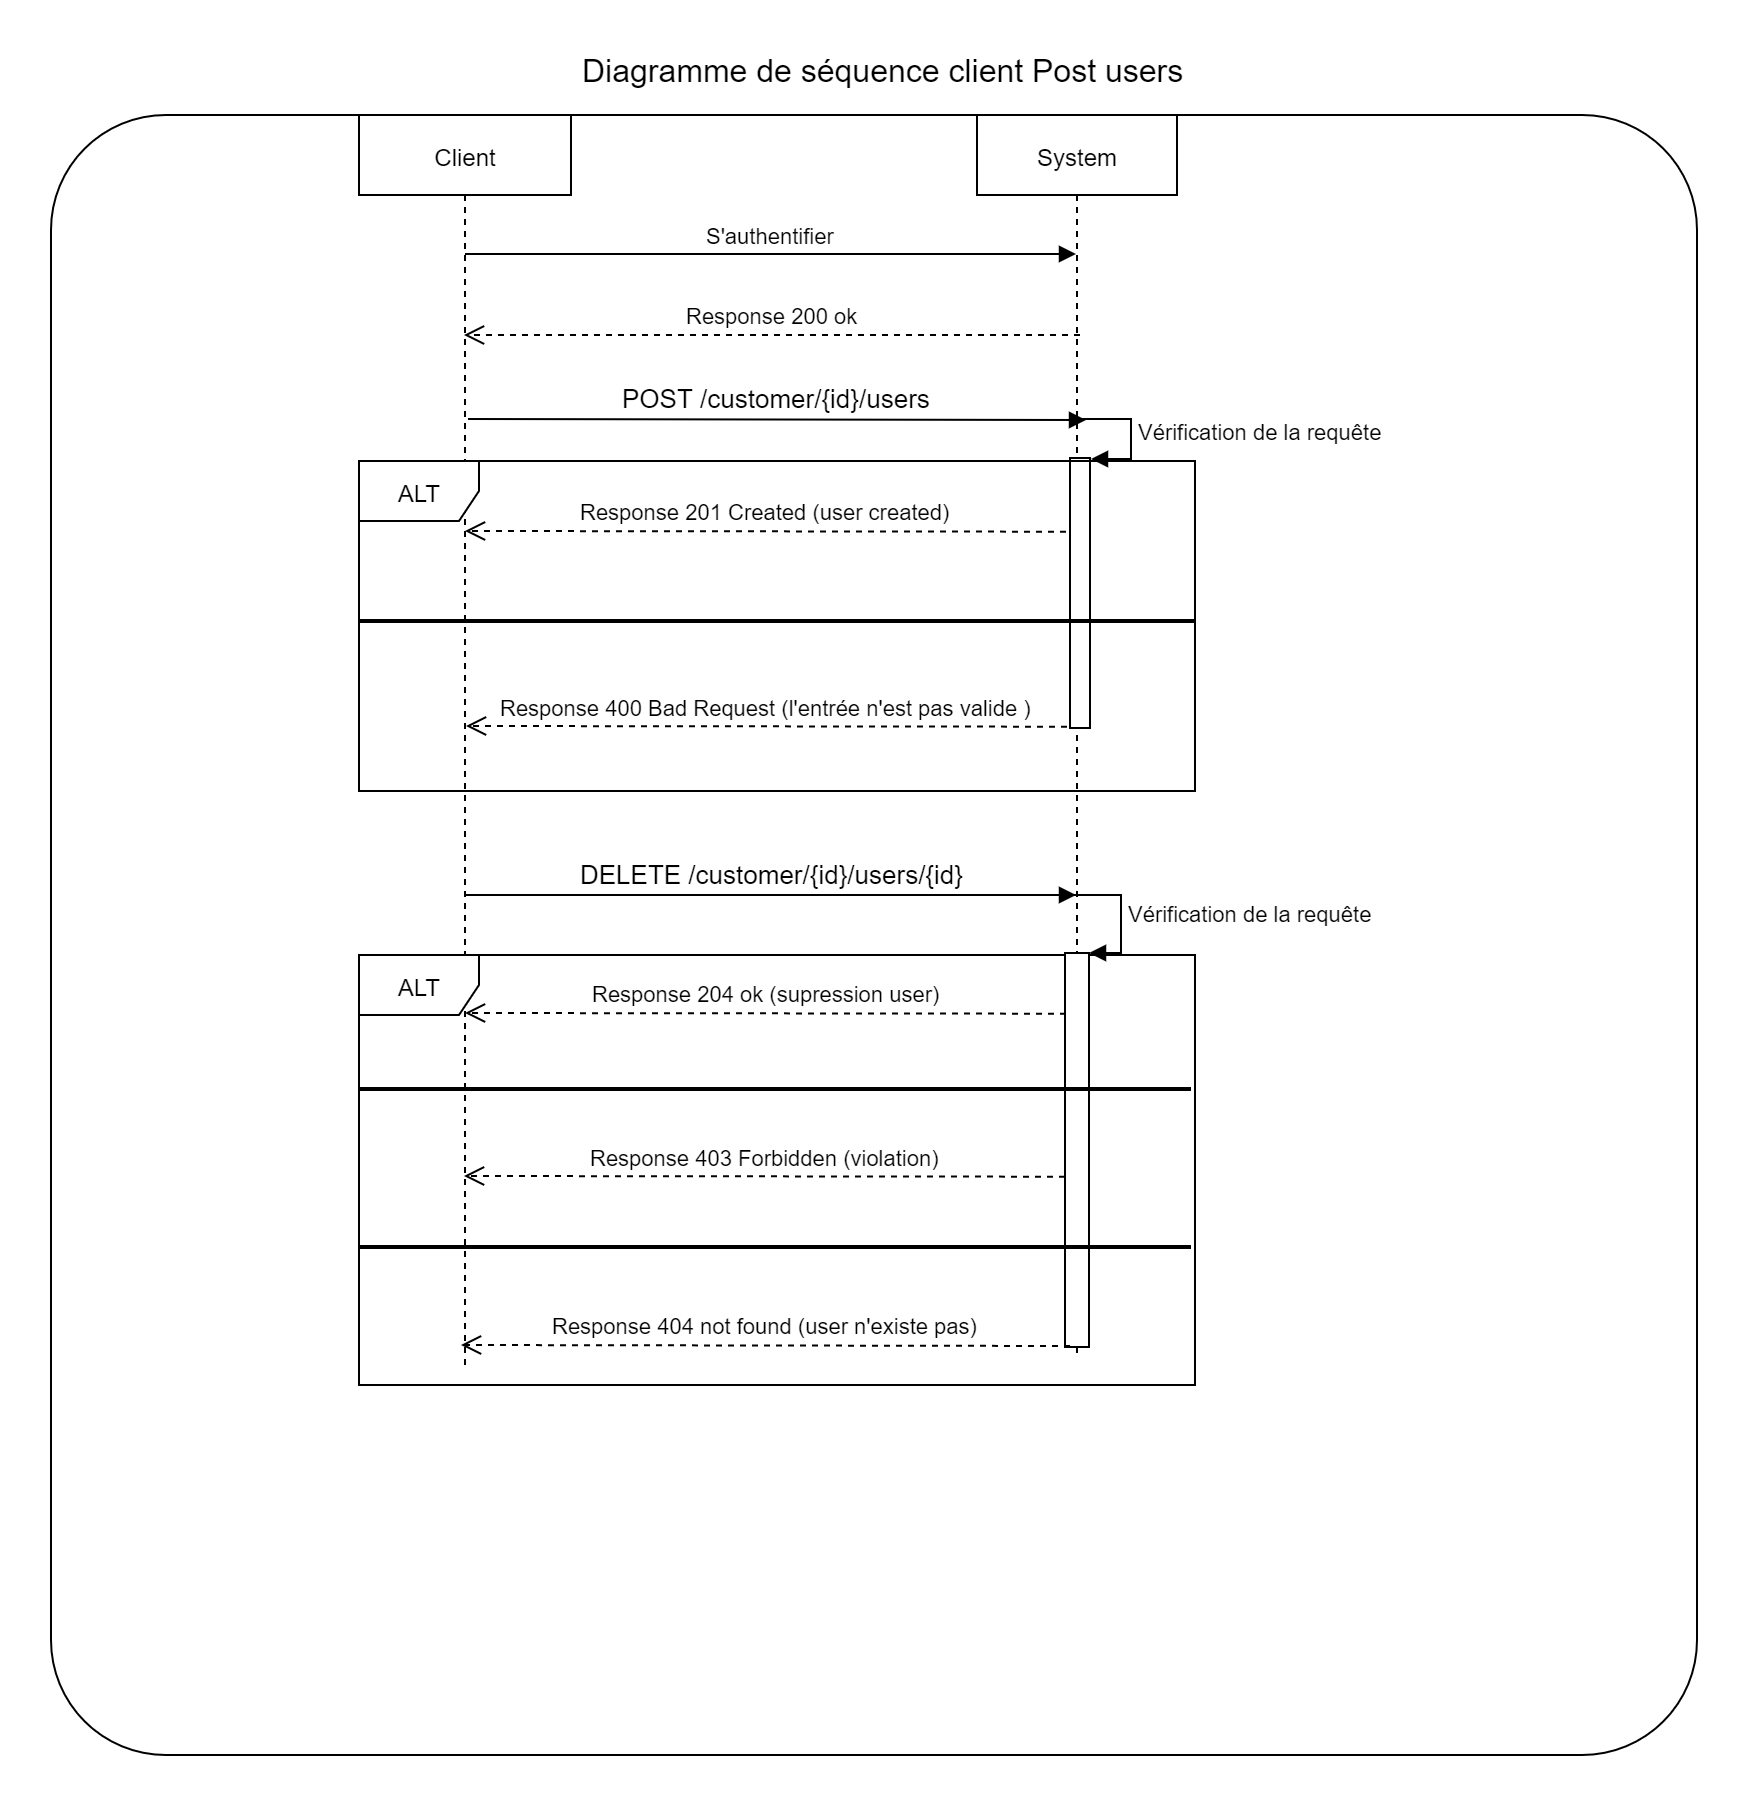 Diagramme de séquence client Post users
Client
System
S'authentifier
Response 200 ok
POST /customer/{id}/users
Vérification de la requête
ALT
Response 201 Created (user created)
Response 400 Bad Request (l'entrée n'est pas valide )
DELETE /customer/{id}/users/{id}
Vérification de la requête
ALT
Response 204 ok (supression user)
Response 403 Forbidden (violation)
Response 404 not found (user n'existe pas)